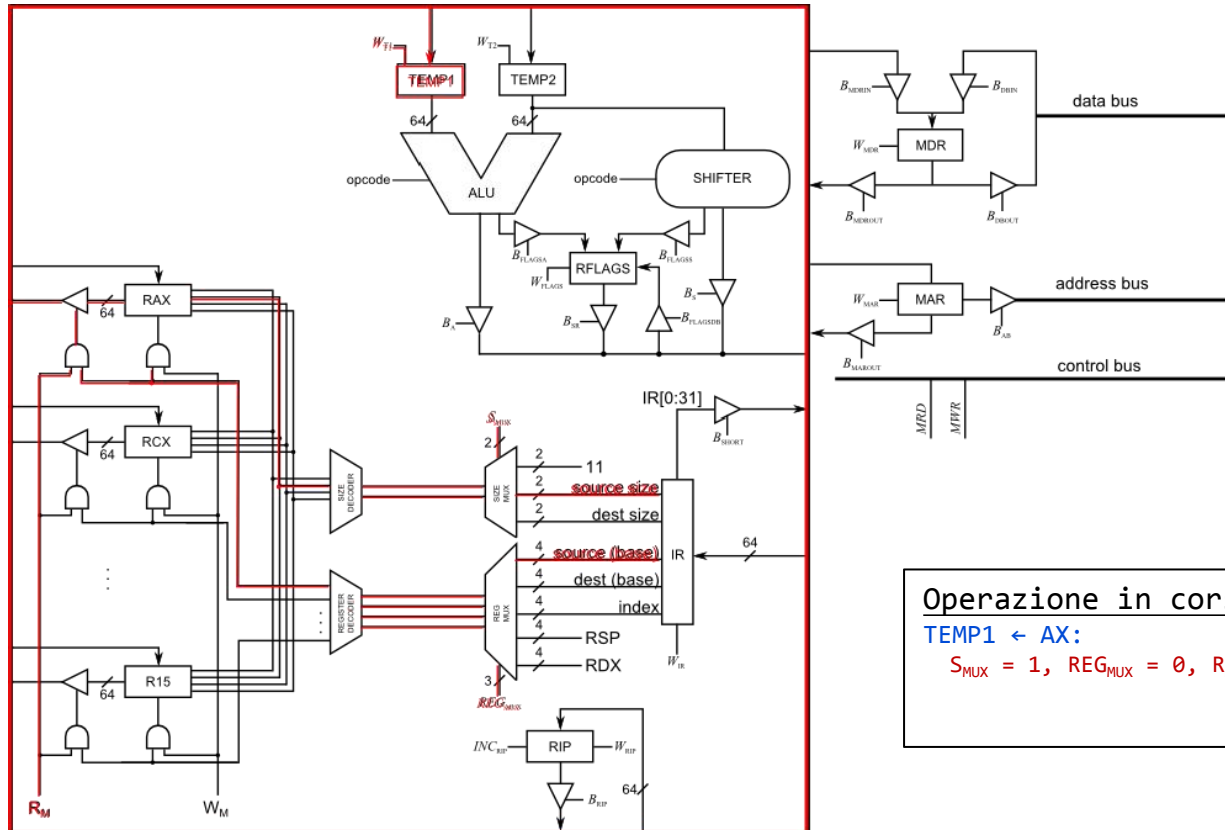 W_T1
W_T2
TEMP1
TEMP2
64
64
opcode
ALU
opcode
SHIFTER
B_FLAGSA
B_FLAGSS
W_FLAGS
RFLAGS
B_A
B_SR
B_FLAGSDB
B_S
B_MDRIN
B_DBIN
data bus
W_MDR
MDR
B_MDROUT
B_DBOUT
W_MAR
MAR
address bus
B_AB
B_MAROUT
control bus
MRD
MWR
RAX
64
RCX
64
R15
64
R_M
W_M
SIZE DECODER
REGISTER DECODER
S_MUX
2
SIZE MUX
2
11
2
source size
2
dest size
REG MUX
4
source (base)
4
dest (base)
4
index
4
RSP
4
RDX
3
REG_MUX
IR[0:31]
B_SHORT
IR
64
W_IR
INC_RIP
RIP
W_RIP
B_RIP
64
Operazione in cor
TEMP1 ← AX:
S_MUX = 1, REG_MUX = 0, R